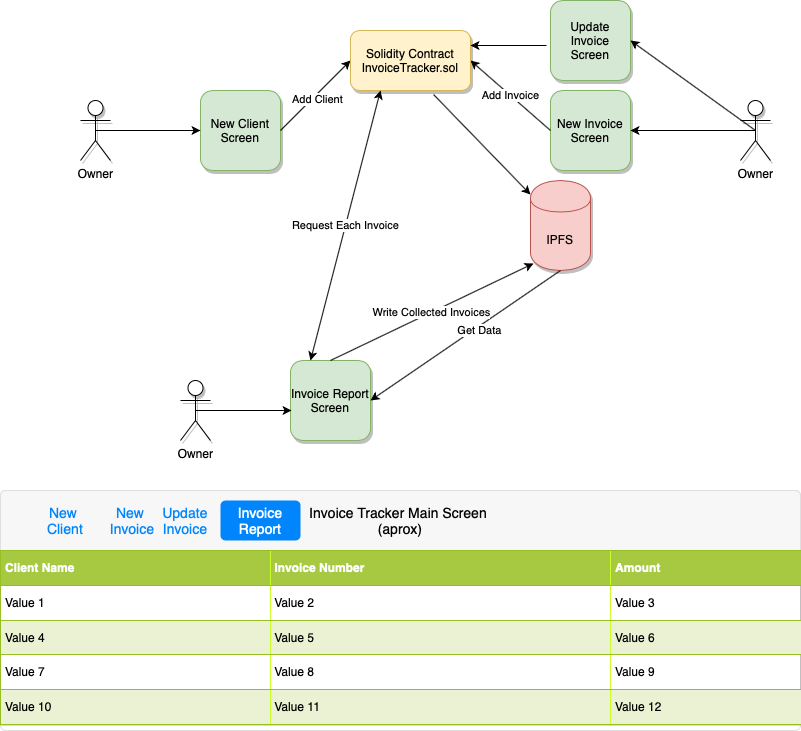 Update
Invoice
Screen
Solidity Contract
InvoiceTracker.sol
Add Client
Add Invoice
New Client
Screen
New Invoice
Screen
Owner
Owner
Request Each Invoice
IPFS
Write Collected Invoices
Get Data
Invoice Report
Screen
Owner
New
Client
New
Invoice
Update
Invoice
Invoice
Report
Invoice Tracker Main Screen
(aprox)
Client Name Invoice Number Amount
Value 1 Value 2 Value 3
Value 4 Value 5 Value 6
Value 7 Value 8 Value 9
Value 10 Value 11 Value 12